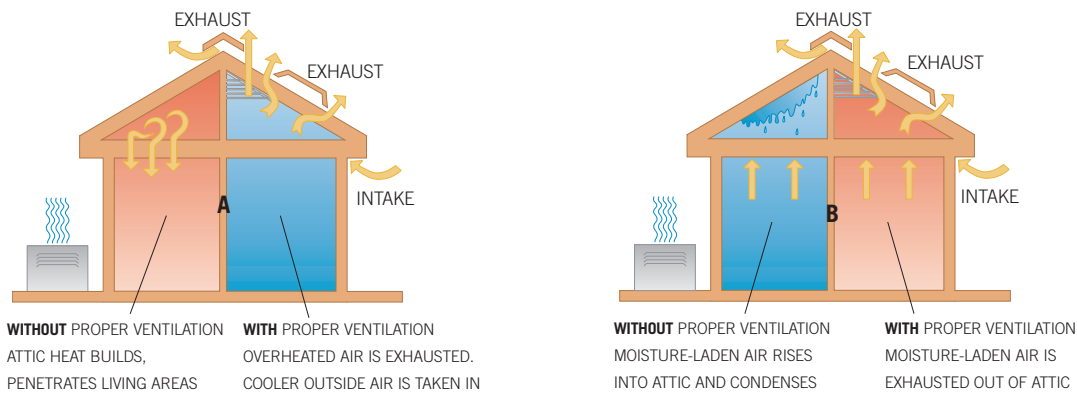 EXHAUST
EXHAUST
INTAKE
A
WITHOUT PROPER VENTILATION
ATTIC HEAT BUILDS,
PENETRATES LIVING AREAS
WITH PROPER VENTILATION
OVERHEATED AIR IS EXHAUSTED.
COOLER OUTSIDE AIR IS TAKEN IN
EXHAUST
EXHAUST
INTAKE
B
WITHOUT PROPER VENTILATION
MOISTURE-LADEN AIR RISES
INTO ATTIC AND CONDENSES
WITH PROPER VENTILATION
MOISTURE-LADEN AIR IS
EXHAUSTED OUT OF ATTIC